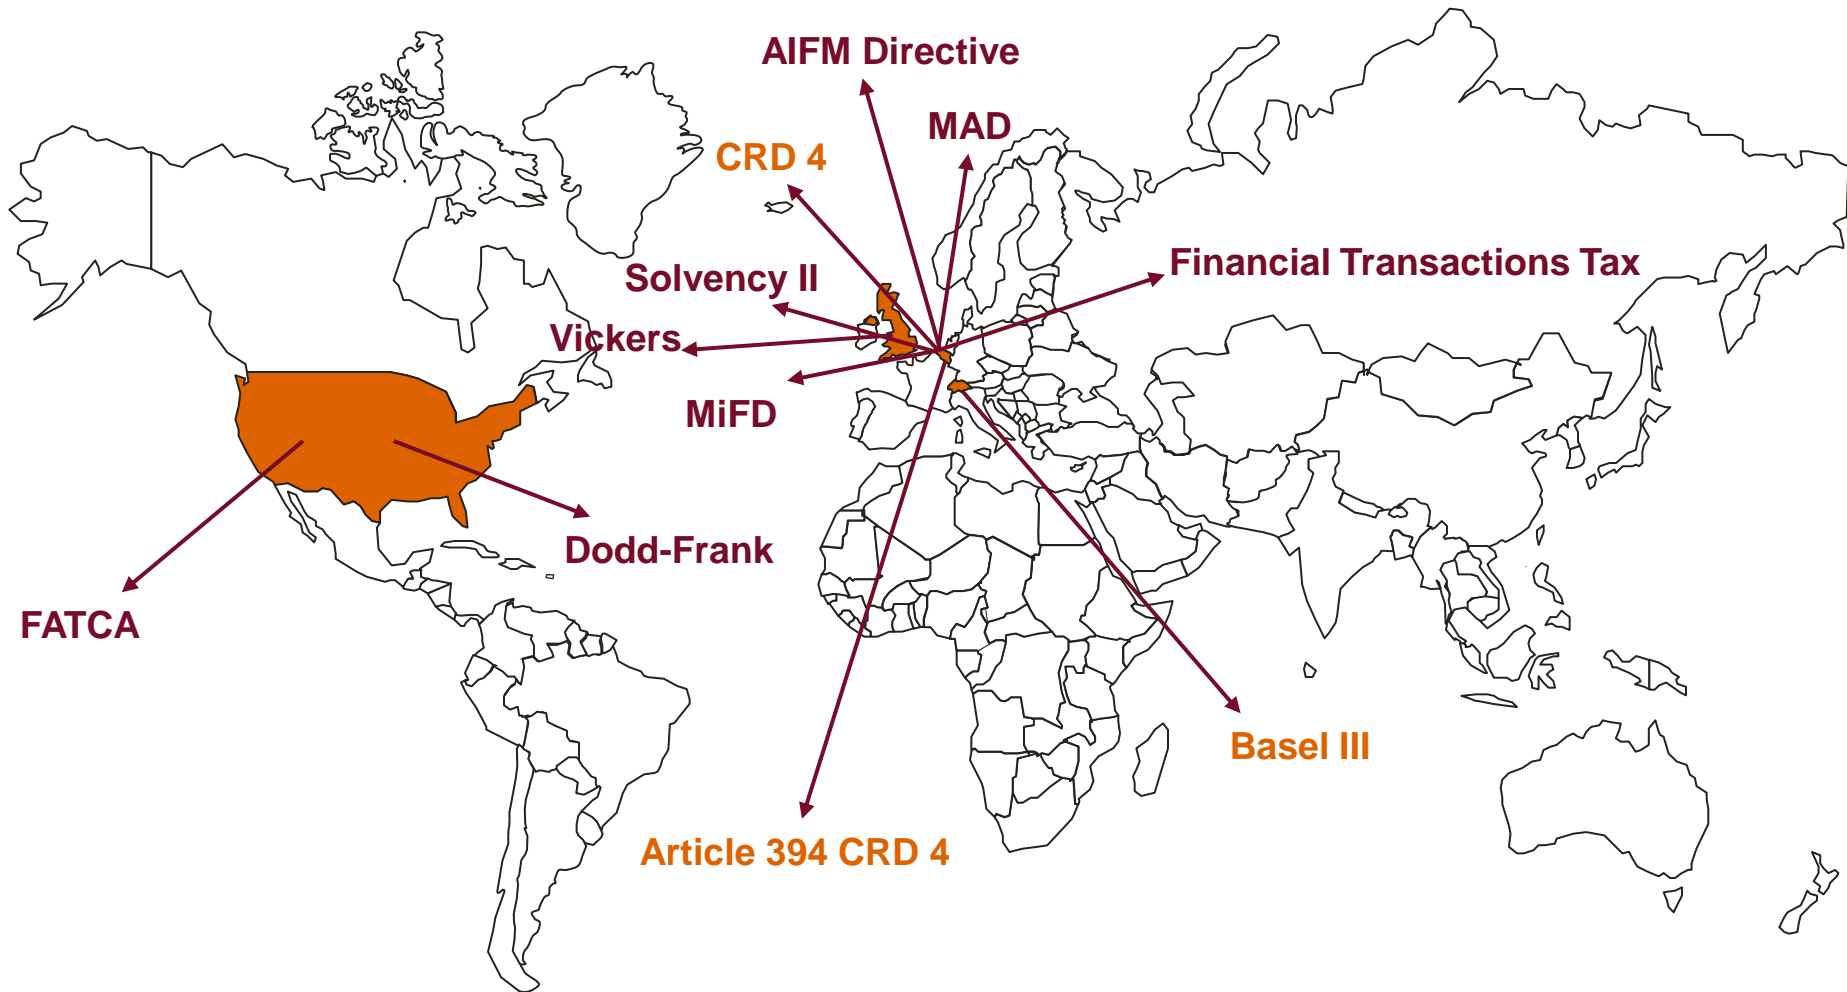 AIFM Directive
MAD
CRD 4
Financial Transactions Tax
Solvency II
Vickers
MiFD
Dodd-Frank
FATCA
Basel III
Article 394 CRD 4